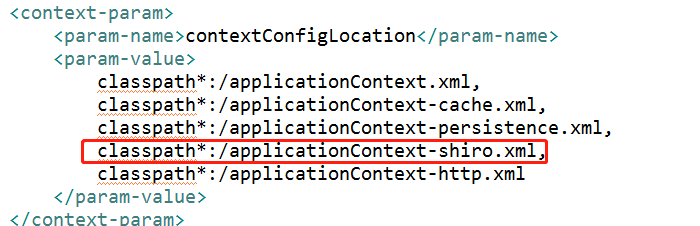 <context-param>
<param-name>contextConfigLocation</param-name>
<param-value>
classpath*:/applicationContext.xml,
classpath*:/applicationContext-cache.xml,
classpath*:/applicationContext-persistence.xml,
classpath*:/applicationContext-shiro.xml,
classpath*:/applicationContext-http.xml
</param-value>
</context-param>